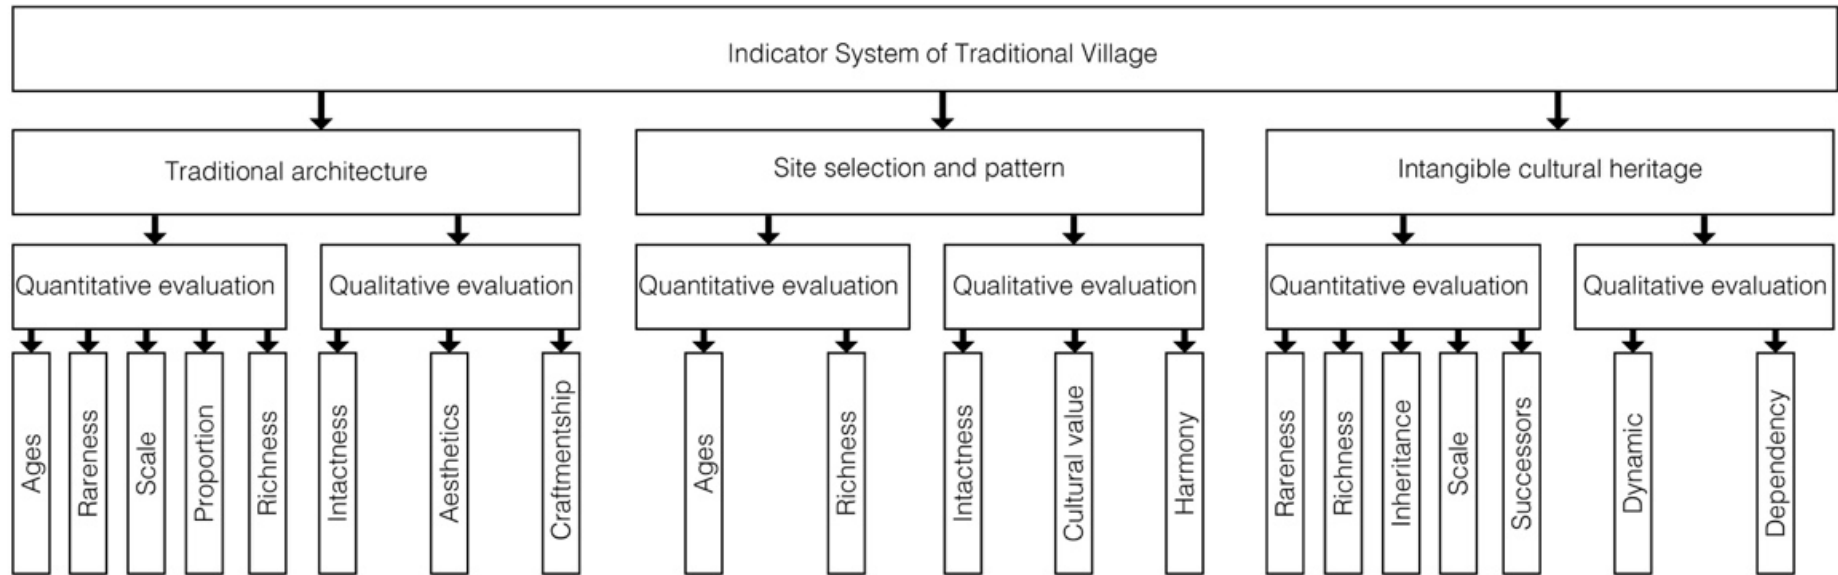 Indicator System of Traditional Village
Traditional architecture
Site selection and pattern
Intangible cultural heritage
Quantitative evaluation
Qualitative evaluation
Quantitative evaluation
Qualitative evaluation
Quantitative evaluation
Qualitative evaluation
Ages
Rareness
Scale
Proportion
Richness
Intactness
Aesthetics
Craftmentship
Ages
Richness
Intactness
Cultural value
Harmony
Rareness
Richness
Inheritance
Scale
Successors
Dynamic
Dependency